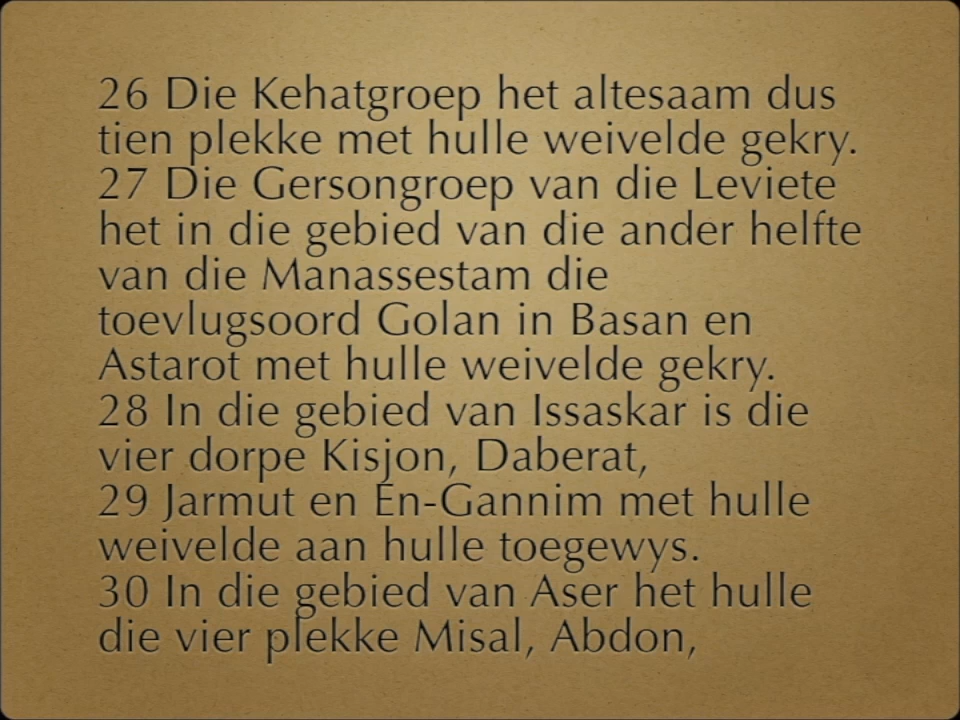 26 Die Kehatgroep het altesaam dus
tien plekke met hulle weivelde gekry.
27 Die Gersongroep van die Leviete
het in die gebied van die ander helfte
van die Manassestam die
toevlugsoord Golan in Basan en
Astarot met hulle weivelde gekry.
28 In die gebied van Issaskar is die
vier dorpe Kisjon, Daberat,
29 Jarmut en En-Gannim met hulle
weivelde aan hulle toegewys.
30 In die gebied van Aser het hulle
die vier plekke Misal, Abdon,